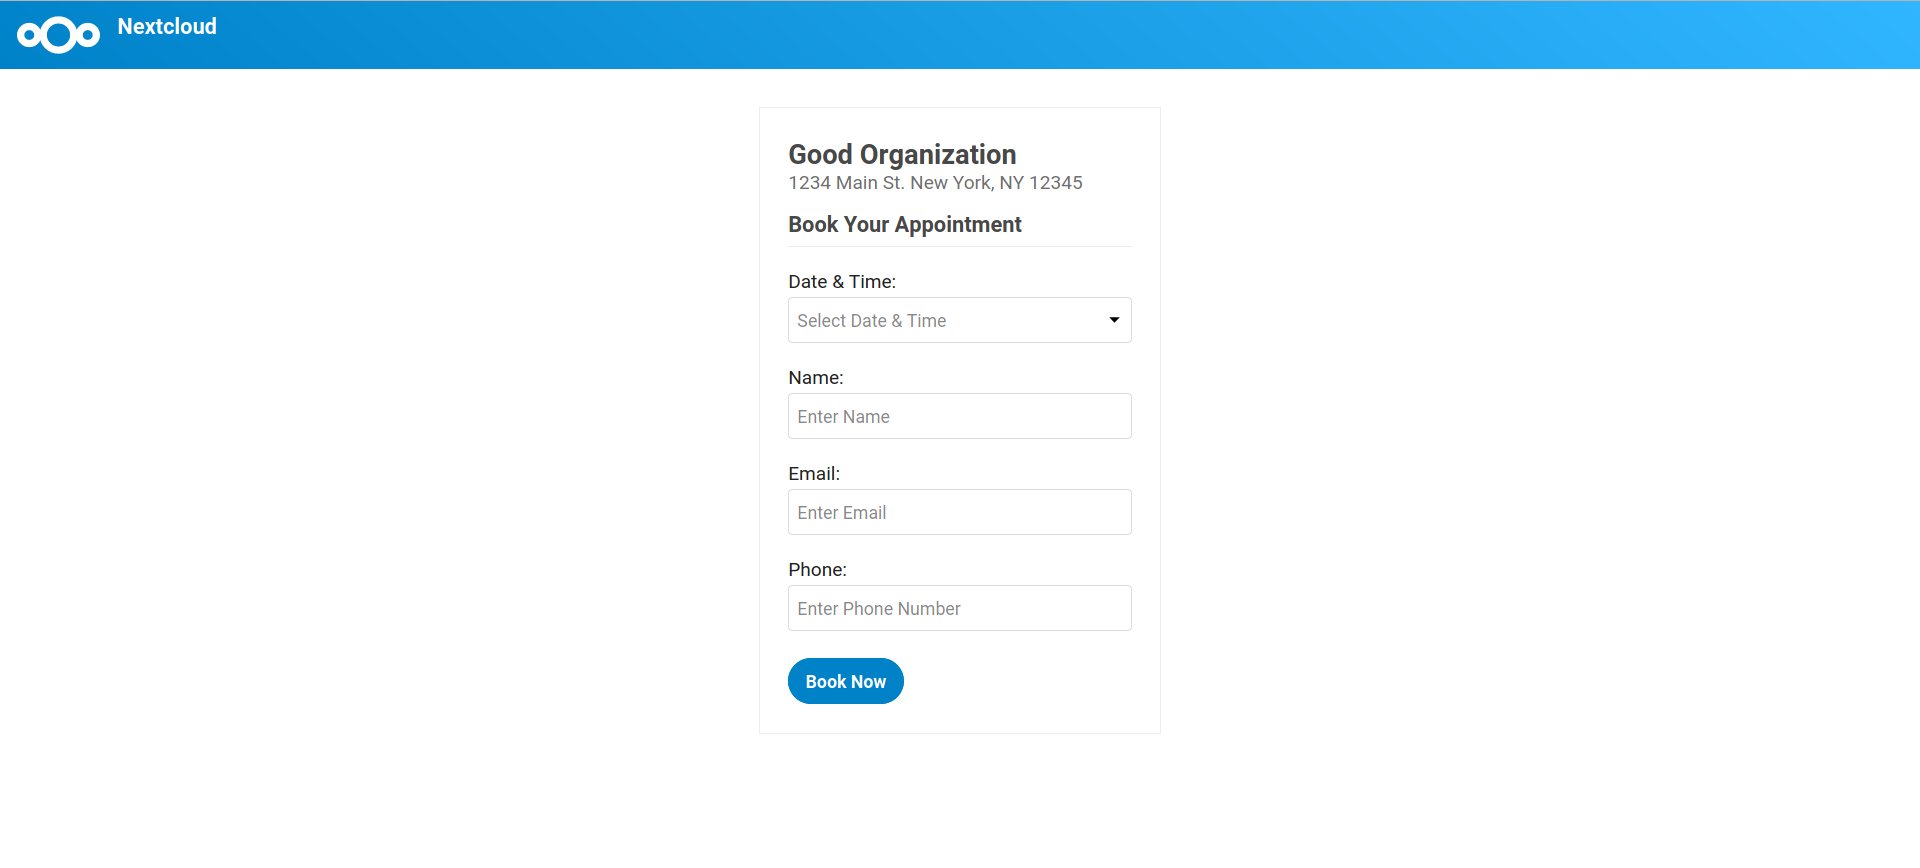 Nextcloud
Good Organization
1234 Main St. New York, NY 12345
Book Your Appointment
Date & Time:
Select Date & Time
Name:
Enter Name
Email:
Enter Email
Phone:
Enter Phone Number
Book Now